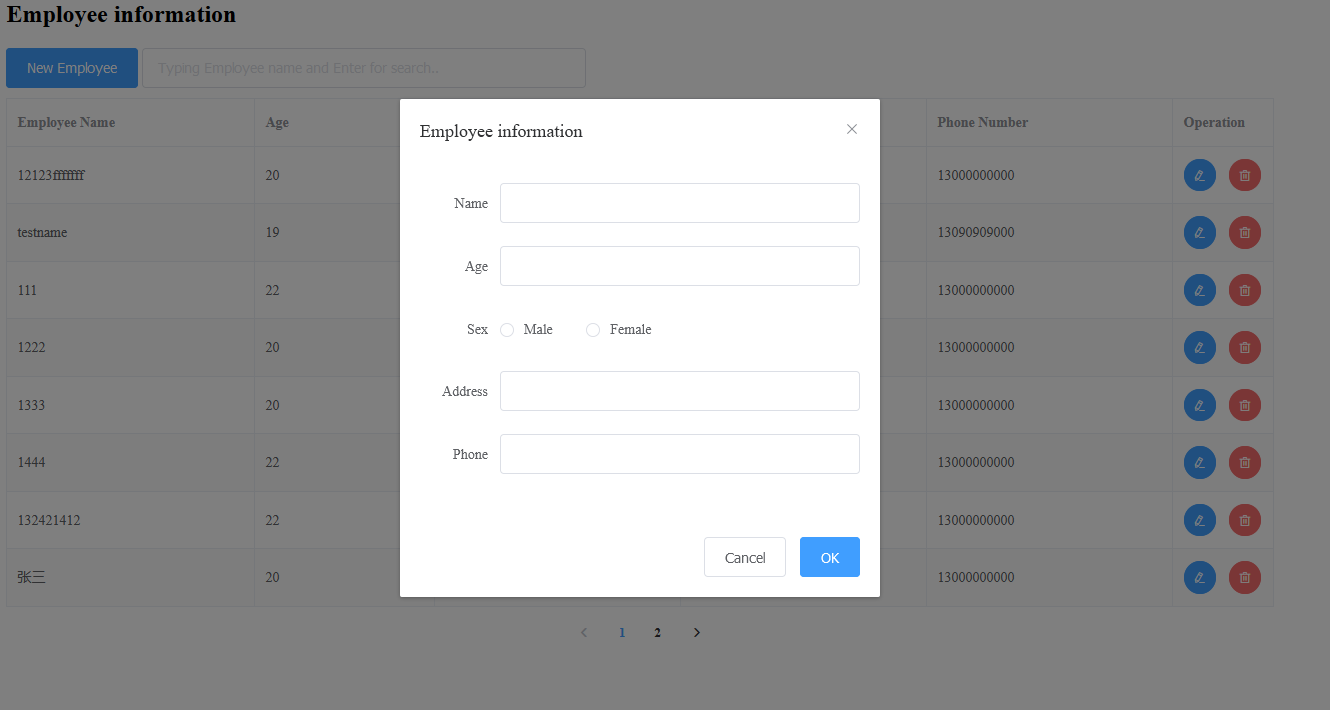 Employee information
New Employee
Typing Employee name and Enter for search..
Employee Name Age Phone Number Operation
12123fffffff 20 13000000000
testname 19 13090909000
111 22 13000000000
1222 20 13000000000
1333 20 13000000000
1444 22 13000000000
132421412 22 13000000000
张三 20 13000000000
1 2
Employee information
Name
Age
Sex Male Female
Address
Phone
Cancel OK